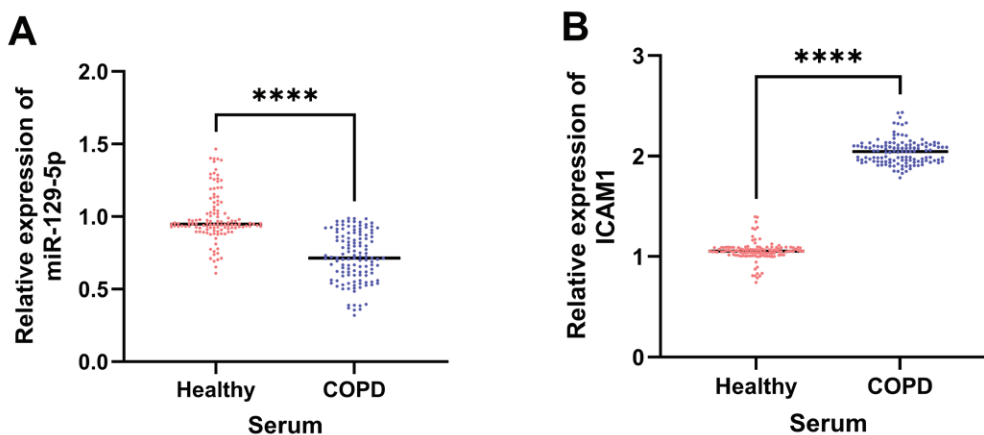 A
Relative expression of
miR-129-5p
2.0
1.5
1.0
0.5
0.0
****
Healthy
COPD
Serum
B
Relative expression of
ICAM1
3
2
1
0
****
Healthy
COPD
Serum